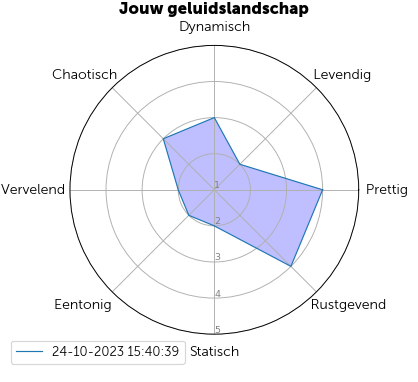 Jouw geluidslandschap
Dynamisch
Chaotisch
Levendig
Vervelend
1
Prettig
2
3
4
Eentonig
Rustgevend
5
24-10-2023 15:40:39
Statisch